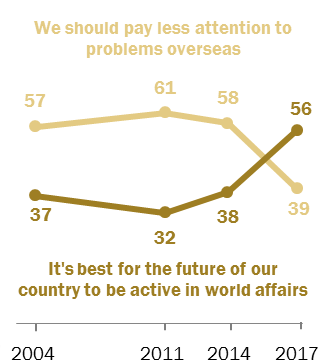 We should pay less attention to
problems overseas
57
61
58
56
37
32
38
39
It's best for the future of our
country to be active in world affairs
2004 2011 2014 2017